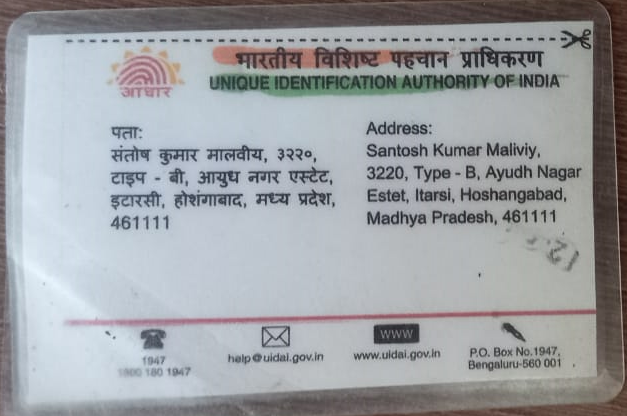 आधार
भारतीय विशिष्ट पहचान प्राधिकरण
UNIQUE IDENTIFICATION AUTHORITY OF INDIA
पता:
संतोष कुमार मालवीय, ३२२०,
टाइप - बी, आयुध नगर एस्टेट,
इटारसी, होशंगाबाद, मध्य प्रदेश,
461111
Address:
Santosh Kumar Maliviy,
3220, Type - B, Ayudh Nagar
Estet, Itarsi, Hoshangabad,
Madhya Pradesh, 461111
1947
1800 180 1947
help@uidai.gov.in
WWW
www.uidai.gov.in
P.O. Box No.1947,
Bengaluru-560 001